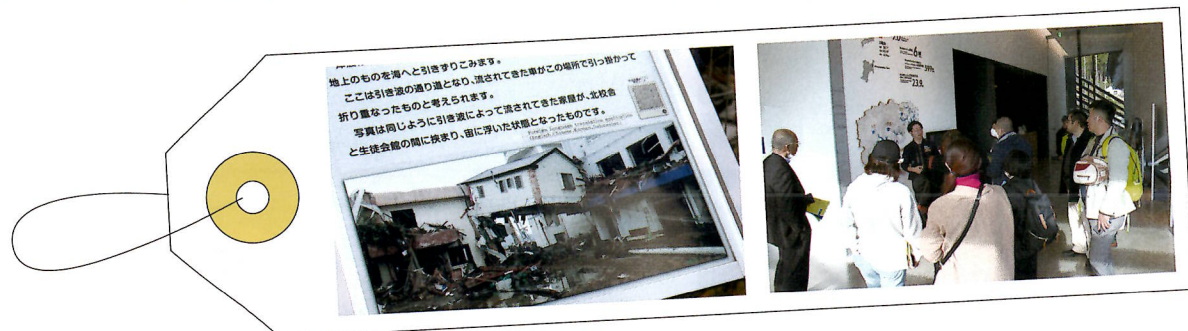 地上のものを海へと引きずりこみます。
ここは引き波の通り道となり、流されてきた車がこの場所で引っ掛かって
折り重なったものと考えられます。
写真は同じように引き波によって流されてきた家屋が、北校舎
と生徒会館の間に挟まり、宙に浮いた状態となったものです。
Foreign language translation application